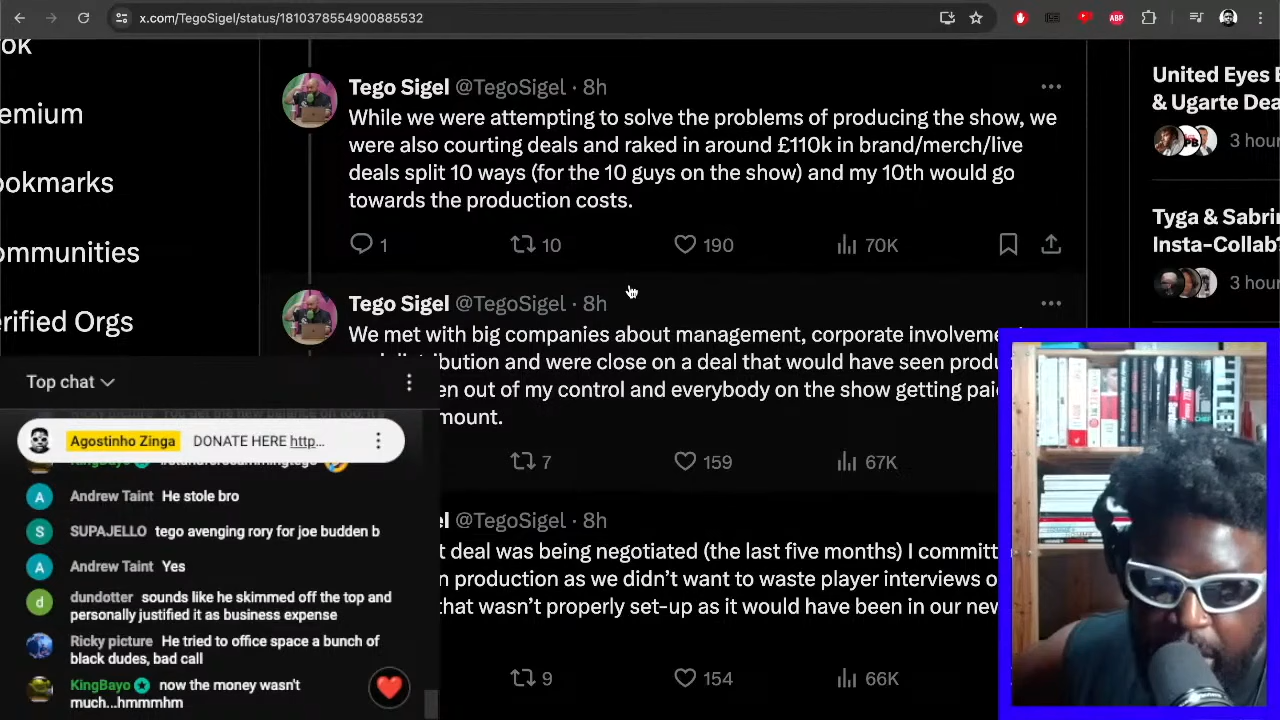 x.com/TegoSigel/status/1810378554900885532
ABP
OK
emium
ookmarks
ommunities
erified Orgs
Tego Sigel @TegoSigel · 8h
While we were attempting to solve the problems of producing the show, we
were also courting deals and raked in around £110k in brand/merch/live
deals split 10 ways (for the 10 guys on the show) and my 10th would go
towards the production costs.
1 10 190 70K
Tego Sigel @TegoSigel · 8h
We met with big companies about management, corporate involveme
tribution and were close on a deal that would have seen produ
en out of my control and everybody on the show getting paid
mount.
7 159 67K
el @TegoSigel · 8h
t deal was being negotiated (the last five months) I committ
n production as we didn't want to waste player interviews o
that wasn't properly set-up as it would have been in our new
9 154 66K
United Eyes
& Ugarte Dea
3 hour
Tyga & Sabri
Insta-Collab?
3 hour
Top chat
Agostinho Zinga DONATE HERE http...
KingBayo
Andrew Taint He stole bro
SUPAJELLO tego avenging rory for joe budden b
Andrew Taint Yes
dundotter sounds like he skimmed off the top and
personally justified it as business expense
Ricky picture He tried to office space a bunch of
black dudes, bad call
KingBayo now the money wasn't
much...hmmmhm